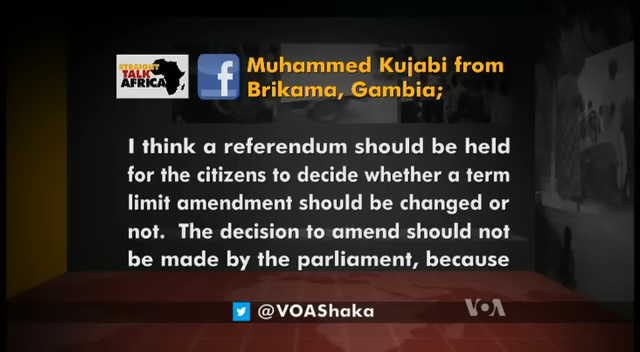 STRAIGHT
TALK
AFRICA
f
Muhammed Kujabi from
Brikama, Gambia;
I think a referendum should be held
for the citizens to decide whether a term
limit amendment should be changed or
not. The decision to amend should not
be made by the parliament, because
@VOAShaka
VOA